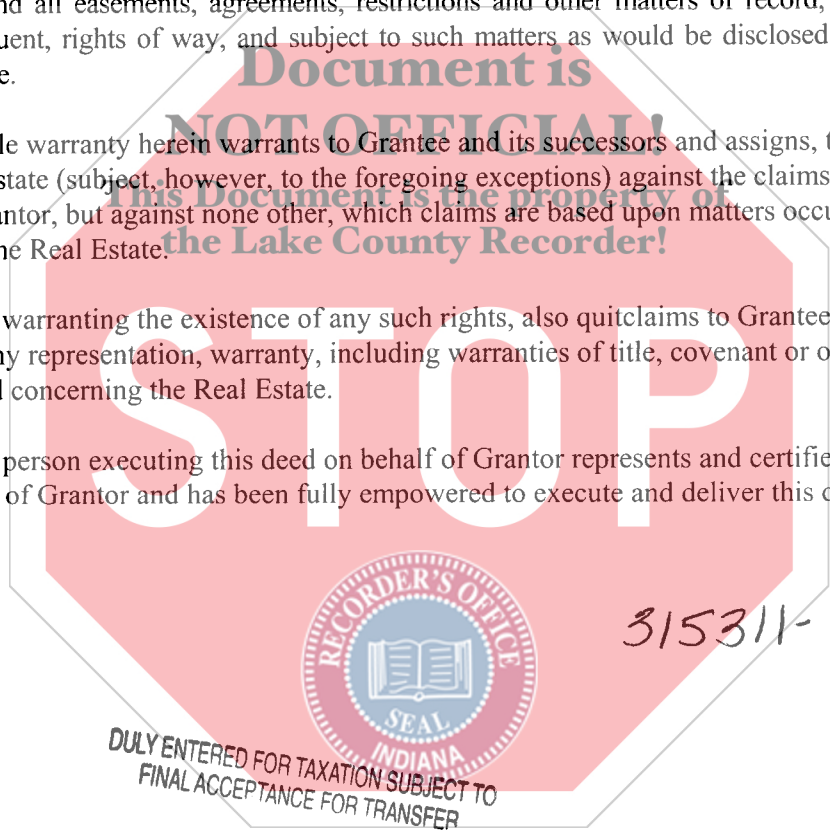 nd all easements, agreements, restrictions and other matters of record,
uent, rights of way, and subject to such matters as would be disclosed
e.
Document is
NOT OFFICIAL!
le warranty herein warrants to Grantee and its successors and assigns, t
state (subject, however, to the foregoing exceptions) against the claims
This Document is the property of
ntor, but against none other, which claims are based upon matters occu
ne Real Estate.
the Lake County Recorder!
warranting the existence of any such rights, also quitclaims to Grantee
ny representation, warranty, including warranties of title, covenant or o
l concerning the Real Estate.
STOP
person executing this deed on behalf of Grantor represents and certifie
of Grantor and has been fully empowered to execute and deliver this d
RECORDER'S OFFICE
SEAL
INDIANA
315311-
DULY ENTERED FOR TAXATION SUBJECT TO
FINAL ACCEPTANCE FOR TRANSFER